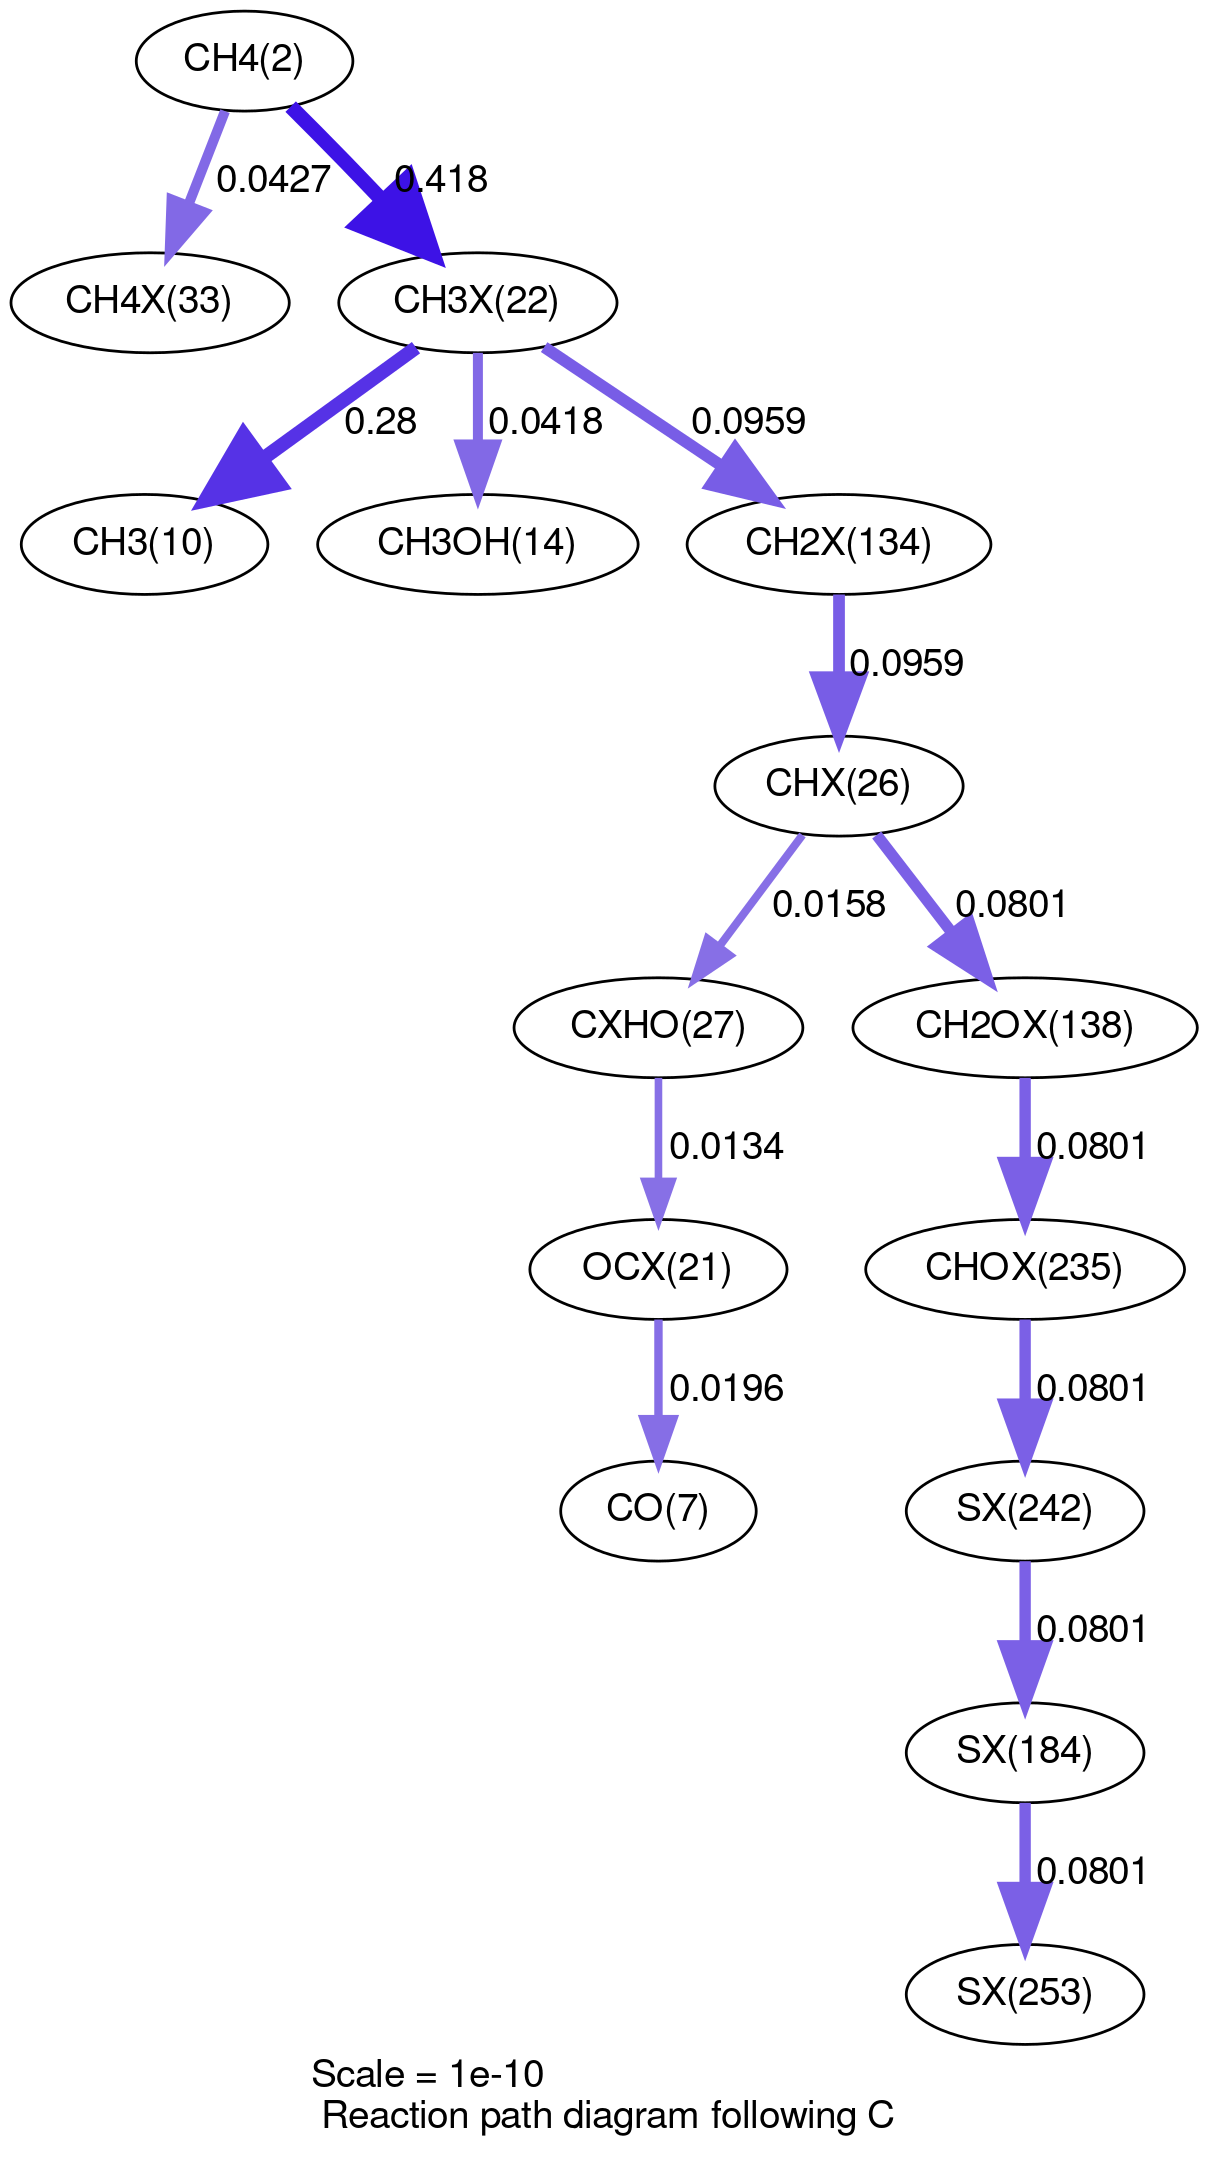 CH4(2)
0.0427
0.418
CH4X(33)
CH3X(22)
0.28
0.0418
0.0959
CH3(10)
CH3OH(14)
CH2X(134)
0.0959
CHX(26)
0.0158
0.0801
CXHO(27)
CH2OX(138)
0.0134
0.0801
OCX(21)
CHOX(235)
0.0196
0.0801
CO(7)
SX(242)
0.0801
SX(184)
0.0801
SX(253)
Scale = 1e-10
Reaction path diagram following C